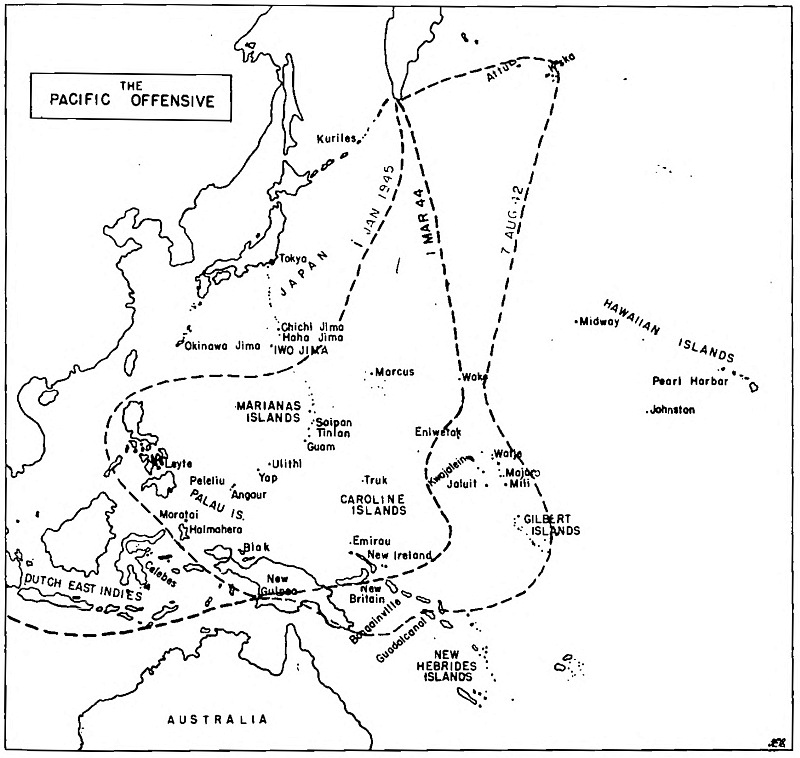 THE
PACIFIC OFFENSIVE
Attu
Kiska
Kuriles
1 JAN 1945
1 MAR 44
7 AUG 42
Tokyo
JAPAN
Chichi Jima
Haha Jima
IWO JIMA
Okinawa Jima
HAWAIIAN ISLANDS
Midway
Pearl Harbor
Johnston
Marcus
Wake
MARIANAS
ISLANDS
Saipan
Tinian
Guam
Eniwetok
Kwajalein
Wotje
Majuro
Mili
Jaluit
Leyte
Ulithi
Yap
Peleliu
Angaur
PALAU IS.
Truk
CAROLINE
ISLANDS
GILBERT
ISLANDS
Morotai
Halmahera
Biak
Emirau
New Ireland
Celebes
DUTCH EAST INDIES
New
Guinea
New
Britain
Bougainville
Guadalcanal
NEW
HEBRIDES
ISLANDS
AUSTRALIA